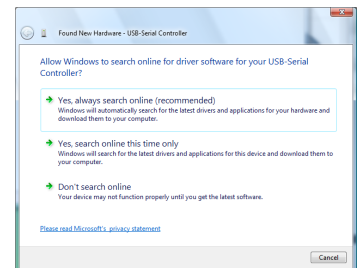 Found New Hardware - USB-Serial Controller
Allow Windows to search online for driver software for your USB-Serial
Controller?
Yes, always search online (recommended)
Windows will automatically search for the latest drivers and applications for your hardware and
download them to your computer.
Yes, search online this time only
Windows will search for the latest drivers and applications for this device and download them to
your computer.
Don't search online
Your device may not function properly until you get the latest software.
Please read Microsoft's privacy statement
Cancel